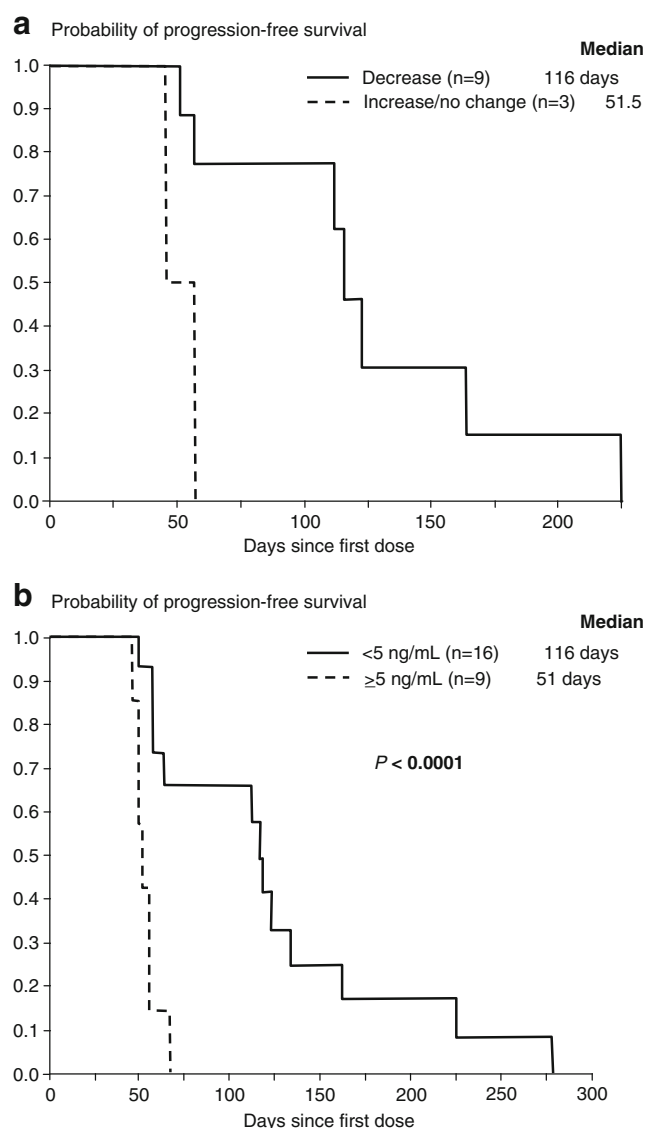 a Probability of progression-free survival
Median
Decrease (n=9) 116 days
Increase/no change (n=3) 51.5
1.0
0.9
0.8
0.7
0.6
0.5
0.4
0.3
0.2
0.1
0.0
0 50 100 150 200
Days since first dose
b Probability of progression-free survival
Median
<5 ng/mL (n=16) 116 days
≥5 ng/mL (n=9) 51 days
P < 0.0001
1.0
0.9
0.8
0.7
0.6
0.5
0.4
0.3
0.2
0.1
0.0
0 50 100 150 200 250 300
Days since first dose